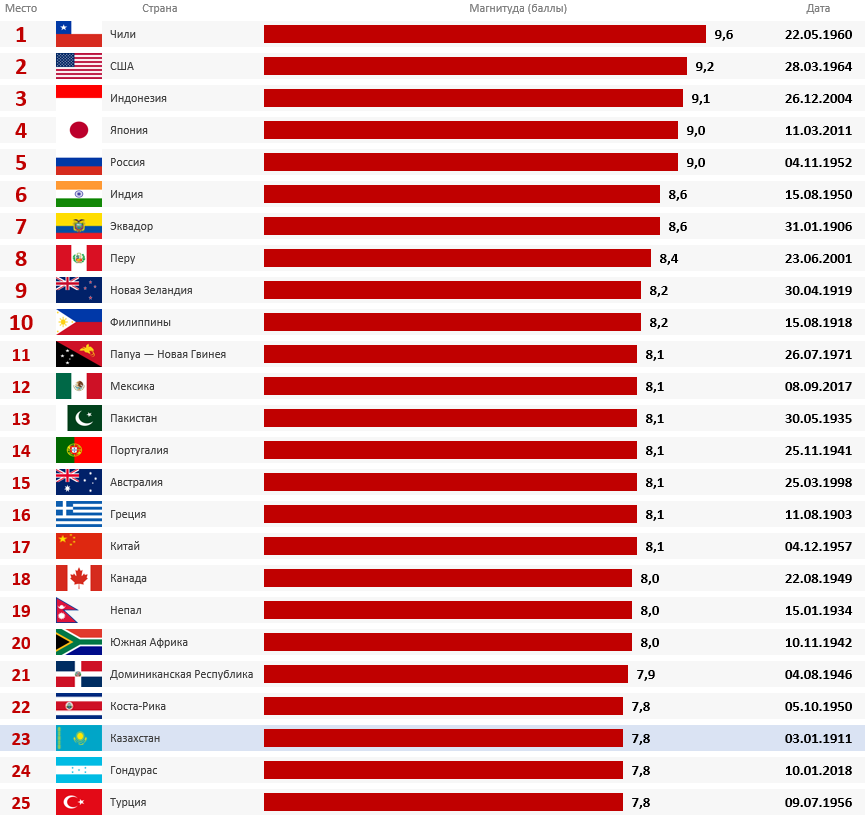 Место Страна Магнитуда (баллы) Дата
1 Чили 9,6 22.05.1960
2 США 9,2 28.03.1964
3 Индонезия 9,1 26.12.2004
4 Япония 9,0 11.03.2011
5 Россия 9,0 04.11.1952
6 Индия 8,6 15.08.1950
7 Эквадор 8,6 31.01.1906
8 Перу 8,4 23.06.2001
9 Новая Зеландия 8,2 30.04.1919
10 Филиппины 8,2 15.08.1918
11 Папуа — Новая Гвинея 8,1 26.07.1971
12 Мексика 8,1 08.09.2017
13 Пакистан 8,1 30.05.1935
14 Португалия 8,1 25.11.1941
15 Австралия 8,1 25.03.1998
16 Греция 8,1 11.08.1903
17 Китай 8,1 04.12.1957
18 Канада 8,0 22.08.1949
19 Непал 8,0 15.01.1934
20 Южная Африка 8,0 10.11.1942
21 Доминиканская Республика 7,9 04.08.1946
22 Коста-Рика 7,8 05.10.1950
23 Казахстан 7,8 03.01.1911
24 Гондурас 7,8 10.01.2018
25 Турция 7,8 09.07.1956